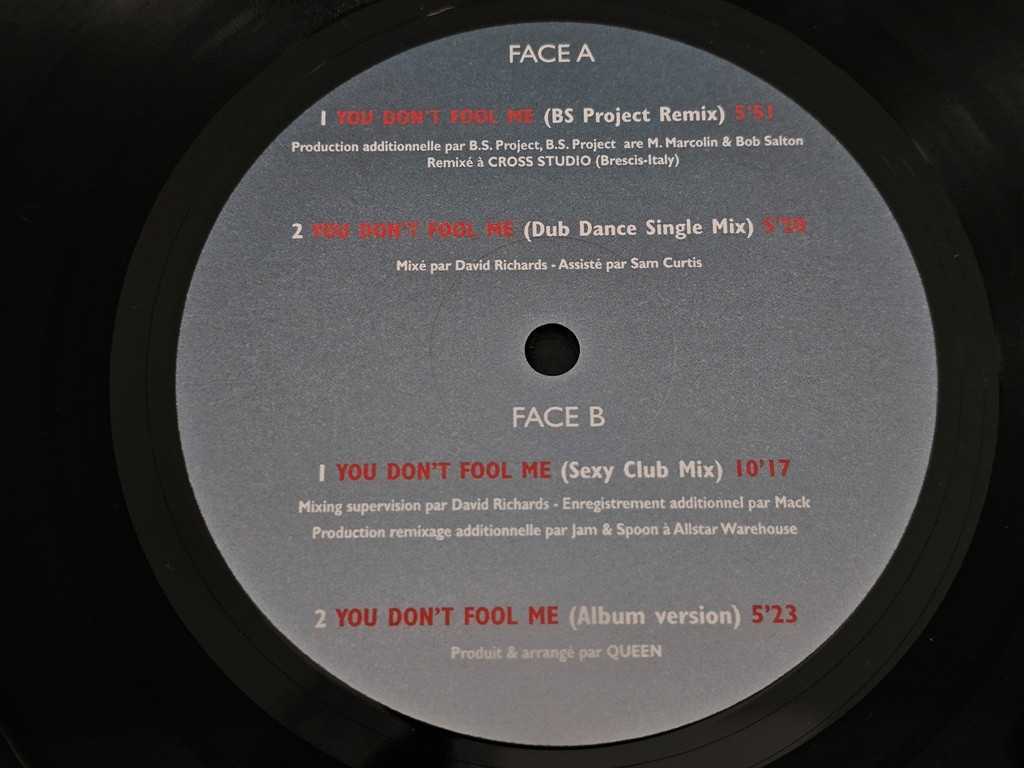 FACE A
1 YOU DON'T FOOL ME (BS Project Remix) 5'51
Production additionnelle par B.S. Project, B.S. Project are M. Marcolin & Bob Salton
Remixé à CROSS STUDIO (Brescis-Italy)
2 YOU DON'T FOOL ME (Dub Dance Single Mix)
Mixé par David Richards - Assisté par Sam Curtis
FACE B
1 YOU DON'T FOOL ME (Sexy Club Mix) 10'17
Mixing supervision par David Richards - Enregistrement additionnel par Mack
Production remixage additionnelle par Jam & Spoon à Allstar Warehouse
2 YOU DON'T FOOL ME (Album version) 5'23
Produit & arrangé par QUEEN